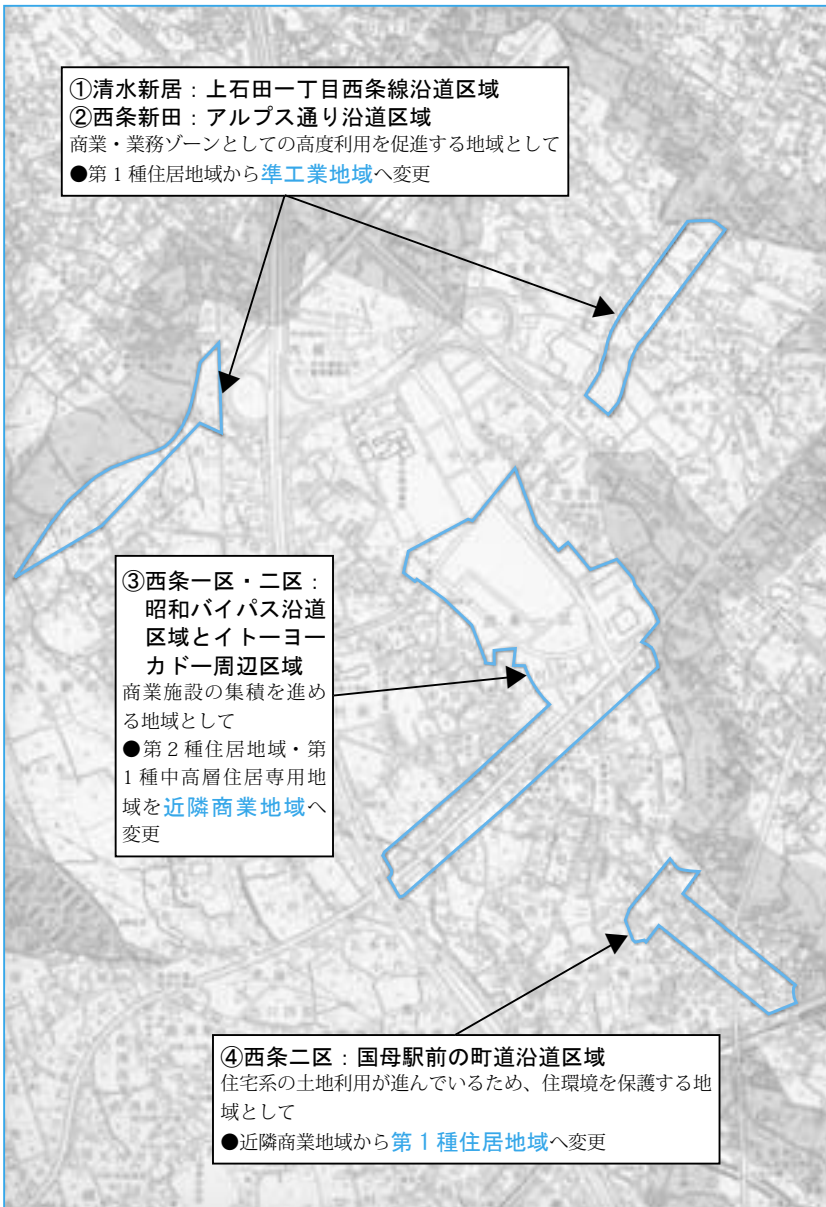 ①清水新居：上石田一丁目西条線沿道区域
②西条新田：アルプス通り沿道区域
商業・業務ゾーンとしての高度利用を促進する地域として
●第１種住居地域から準工業地域へ変更
③西条一区・二区：
昭和バイパス沿道
区域とイトーヨー
カドー周辺区域
商業施設の集積を進め
る地域として
●第２種住居地域・第
１種中高層住居専用地
域を近隣商業地域へ
変更
④西条二区：国母駅前の町道沿道区域
住宅系の土地利用が進んでいるため、住環境を保護する地
域として
●近隣商業地域から第１種住居地域へ変更